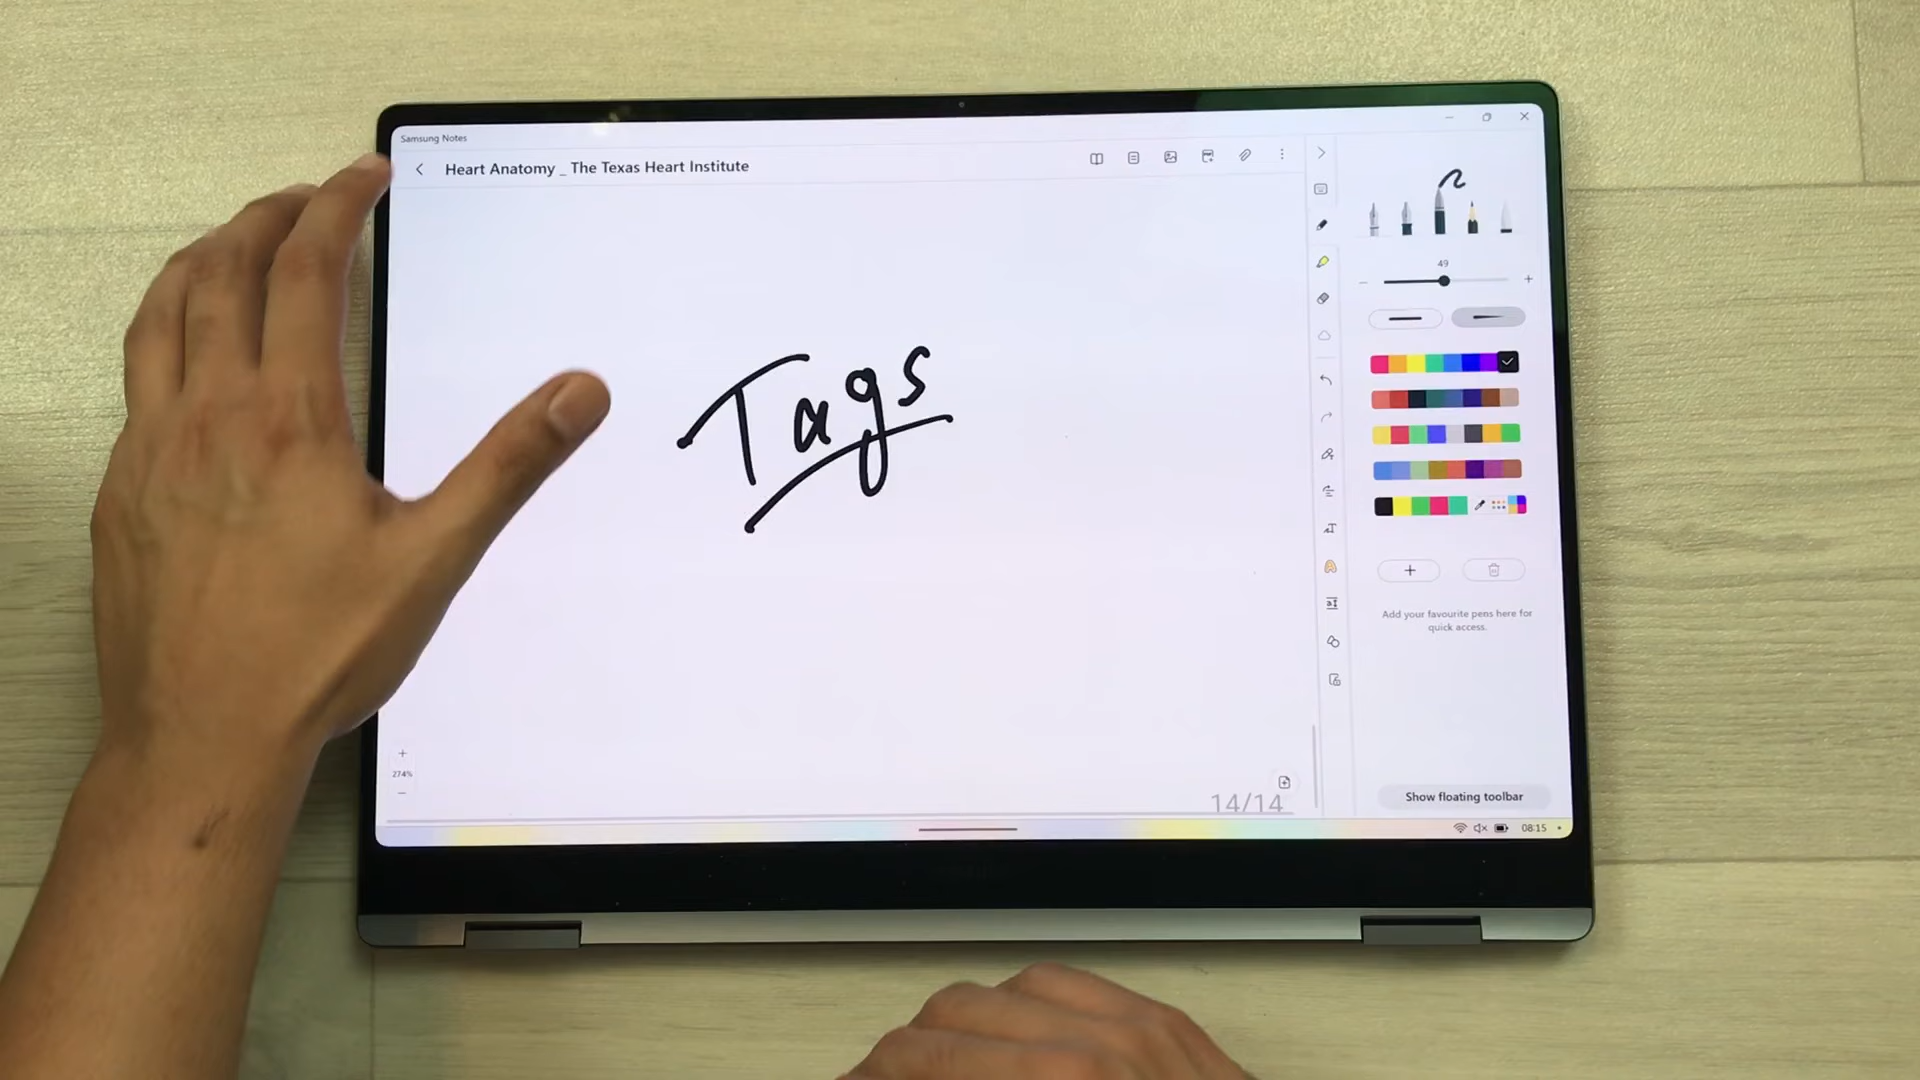 Samsung Notes
Heart Anatomy _ The Texas Heart Institute
49
Tags
Add your favourite pens here for
quick access.
274%
14/14
Show floating toolbar
08:15